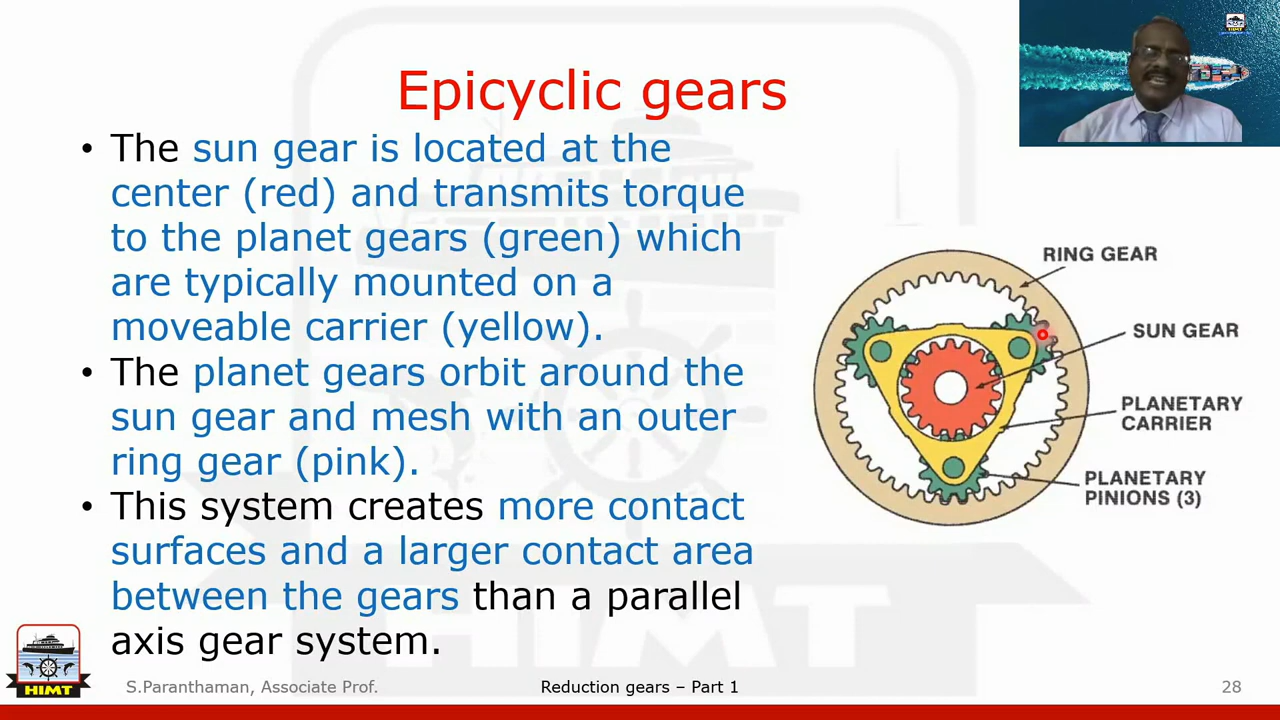 Epicyclic gears
• The sun gear is located at the
center (red) and transmits torque
to the planet gears (green) which
are typically mounted on a
moveable carrier (yellow).
• The planet gears orbit around the
sun gear and mesh with an outer
ring gear (pink).
• This system creates more contact
surfaces and a larger contact area
between the gears than a parallel
axis gear system.
RING GEAR
SUN GEAR
PLANETARY
CARRIER
PLANETARY
PINIONS (3)
HIMT
HIMT
HIMT
S.Paranthaman, Associate Prof.
Reduction gears – Part 1
28